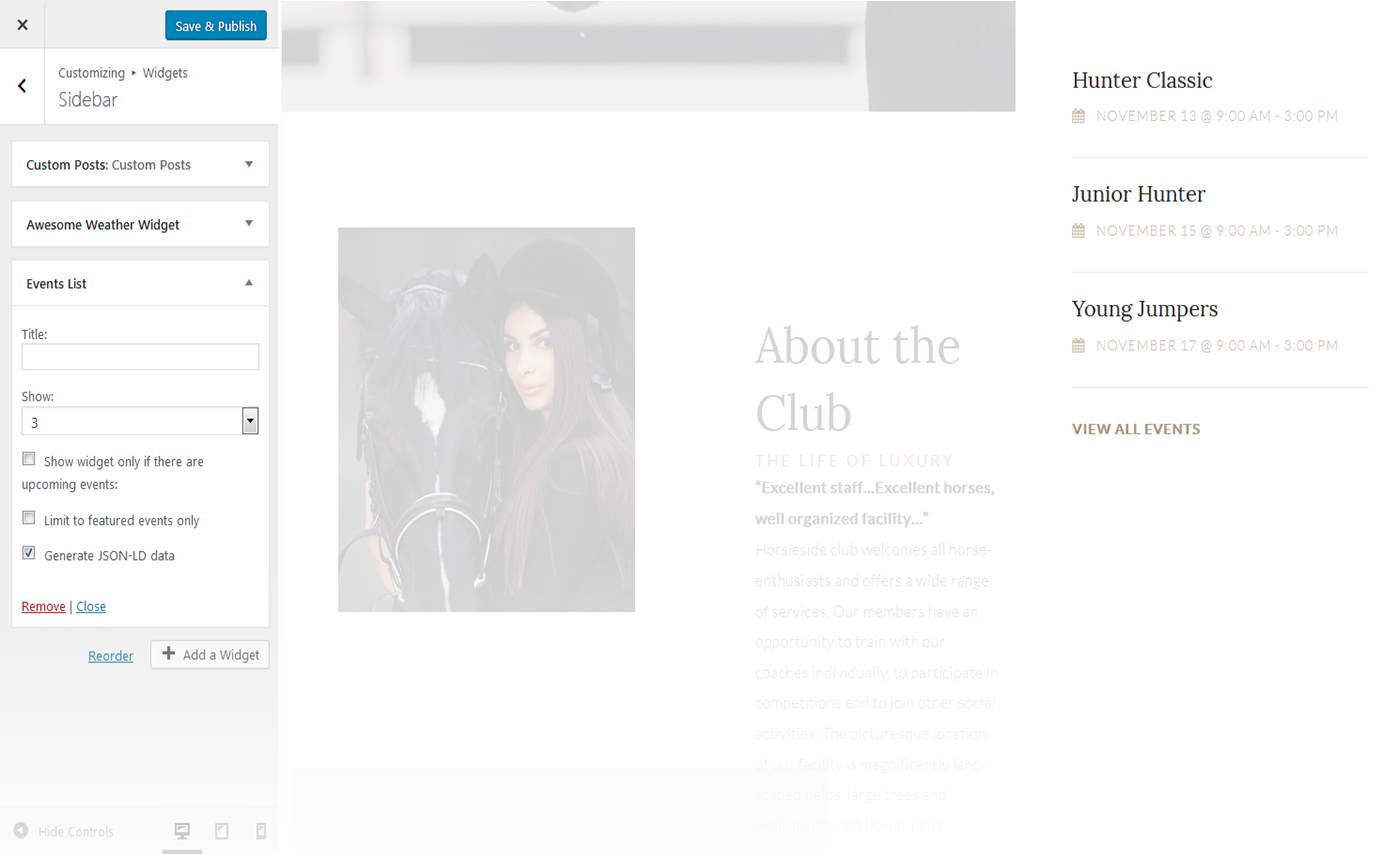 Save & Publish
Customizing ▸ Widgets
Sidebar
Custom Posts: Custom Posts
Awesome Weather Widget
Events List
Title:
Show:
3
Show widget only if there are
upcoming events:
Limit to featured events only
Generate JSON-LD data
Remove | Close
Reorder
Add a Widget
Hide Controls
About the
Club
THE LIFE OF LUXURY
“Excellent staff...Excellent horses,
well organized facility...”
Horsieside club welcomes all horse-
enthusiasts and offers a wide range
of services. Our members have an
opportunity to train with our
coaches individually, to participate in
competitions and to join other social
activities. The picturesque location
of our facility is magnificently land-
scaped fields, large trees and
well-maintained flower beds
Hunter Classic
NOVEMBER 13 @ 9:00 AM - 3:00 PM
Junior Hunter
NOVEMBER 15 @ 9:00 AM - 3:00 PM
Young Jumpers
NOVEMBER 17 @ 9:00 AM - 3:00 PM
VIEW ALL EVENTS